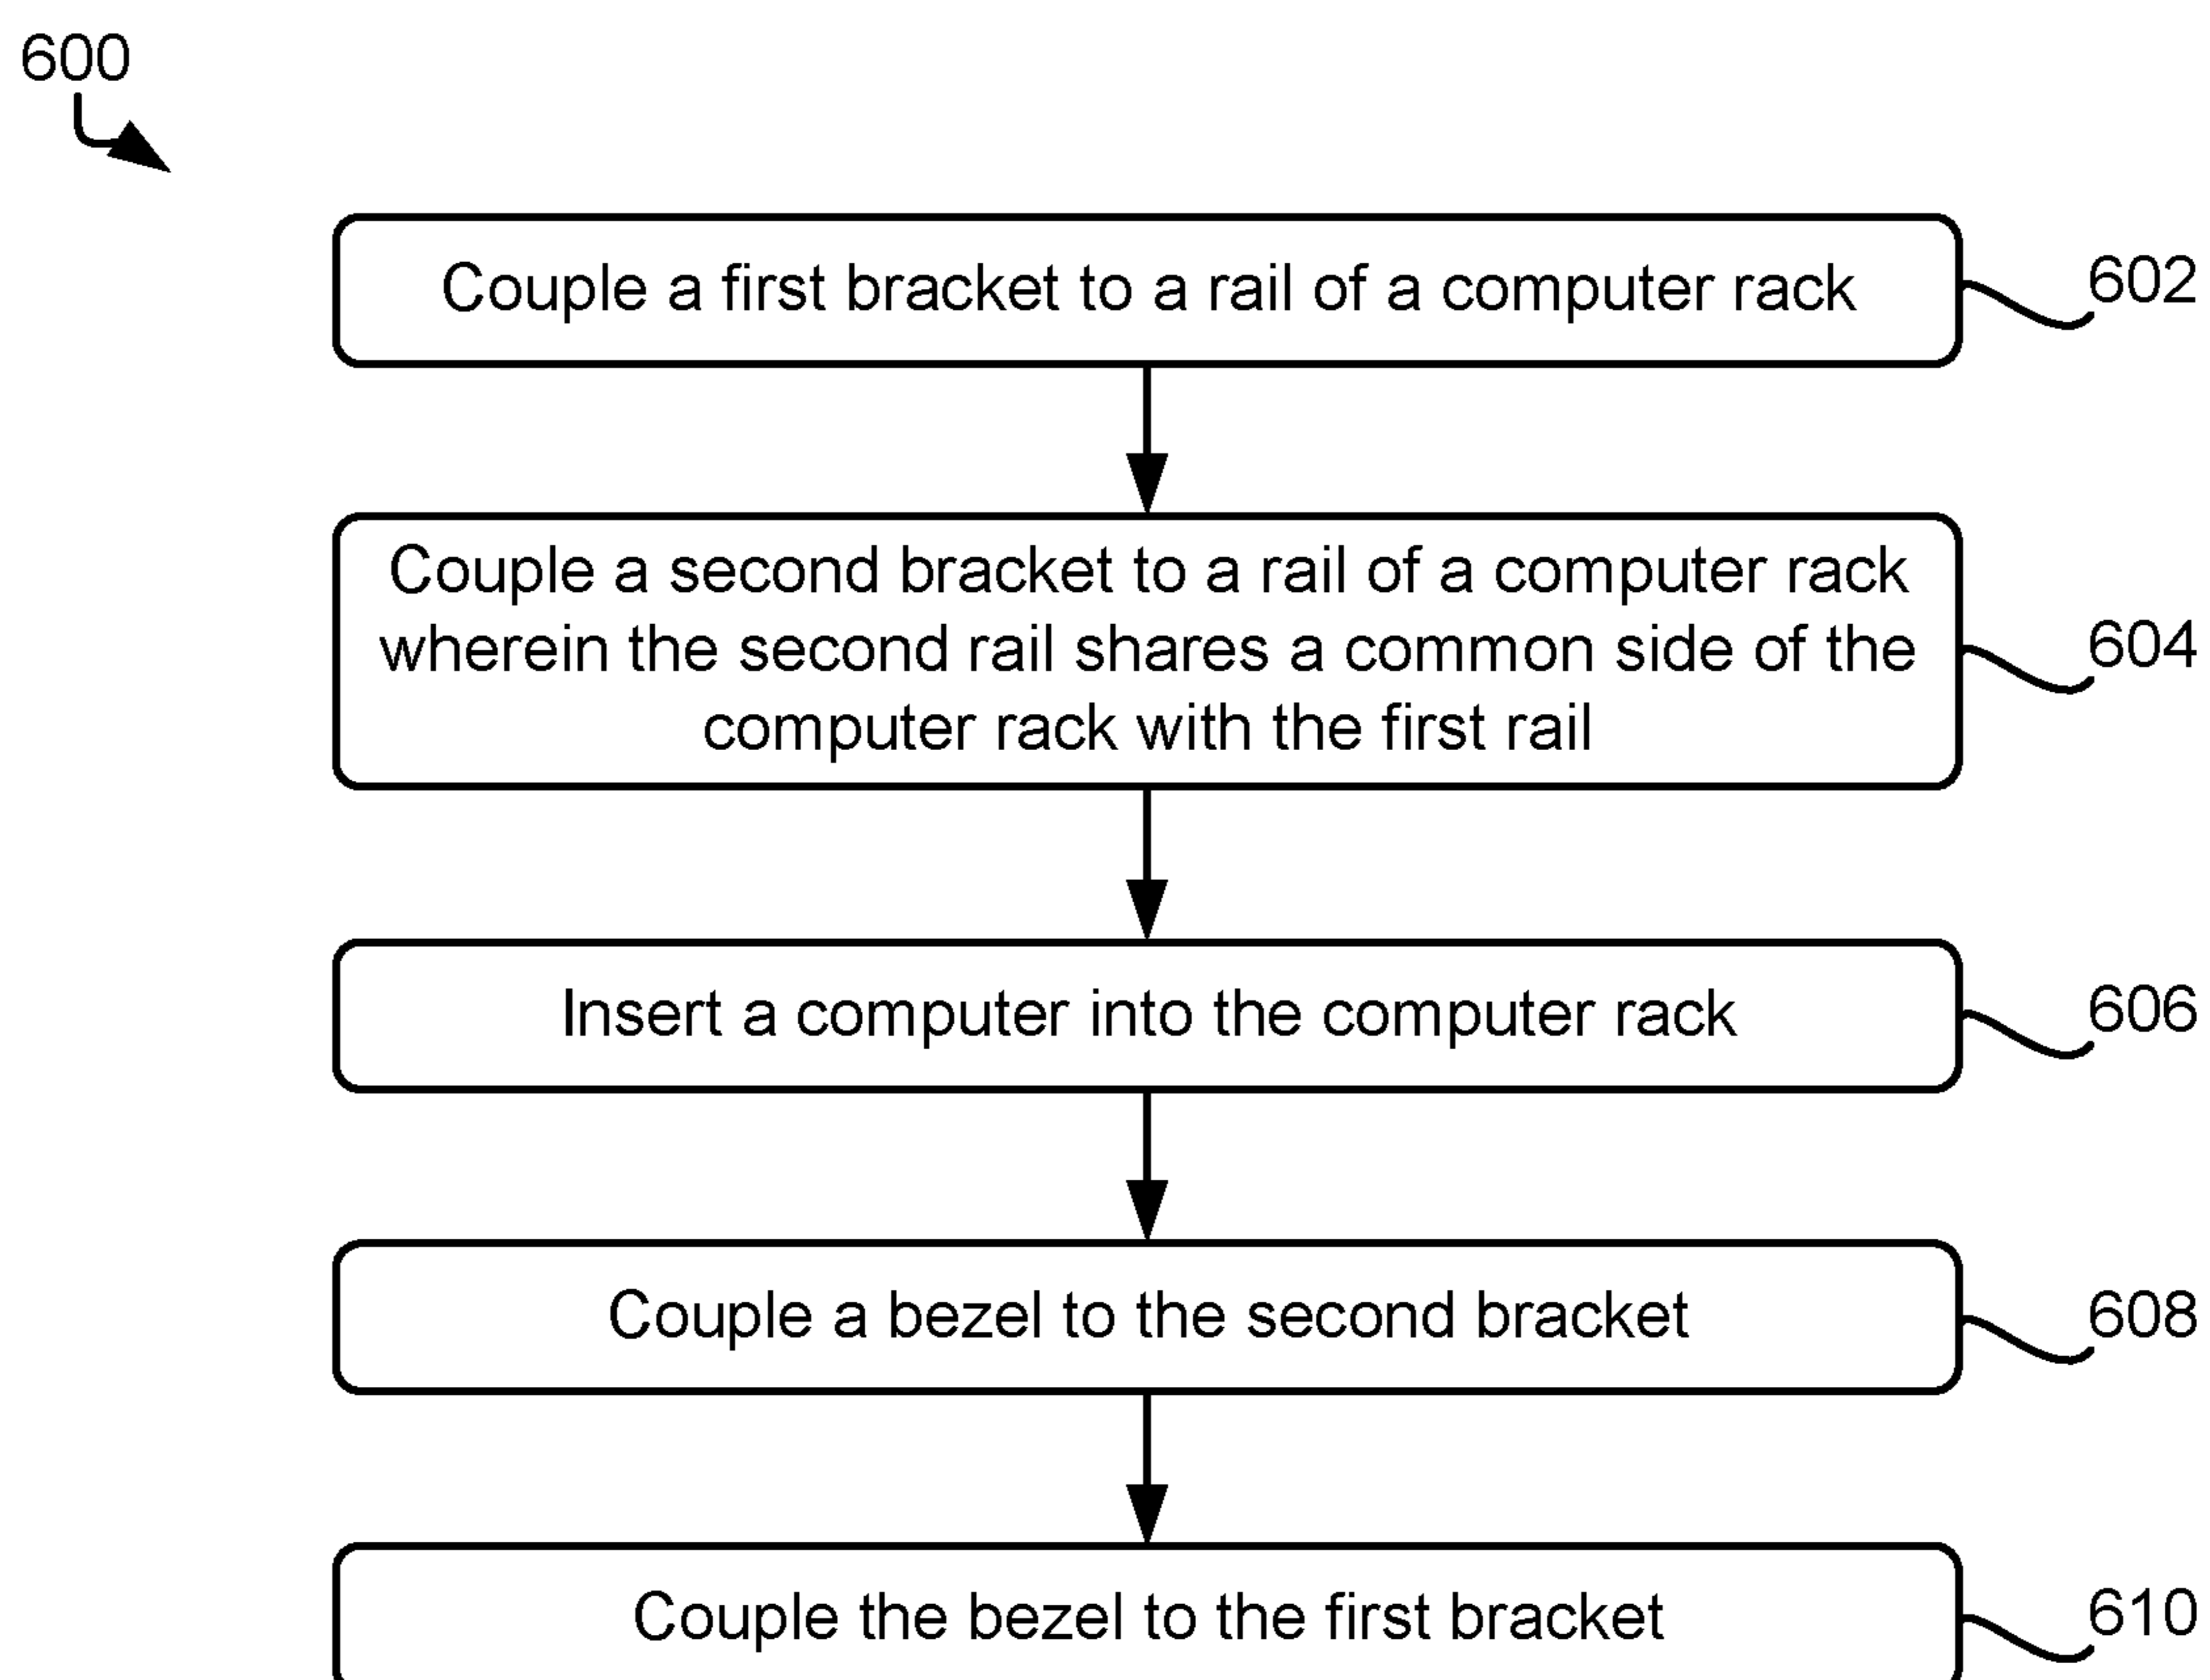 600
Couple a first bracket to a rail of a computer rack
602
Couple a second bracket to a rail of a computer rack
wherein the second rail shares a common side of the
computer rack with the first rail
604
Insert a computer into the computer rack
606
Couple a bezel to the second bracket
608
Couple the bezel to the first bracket
610